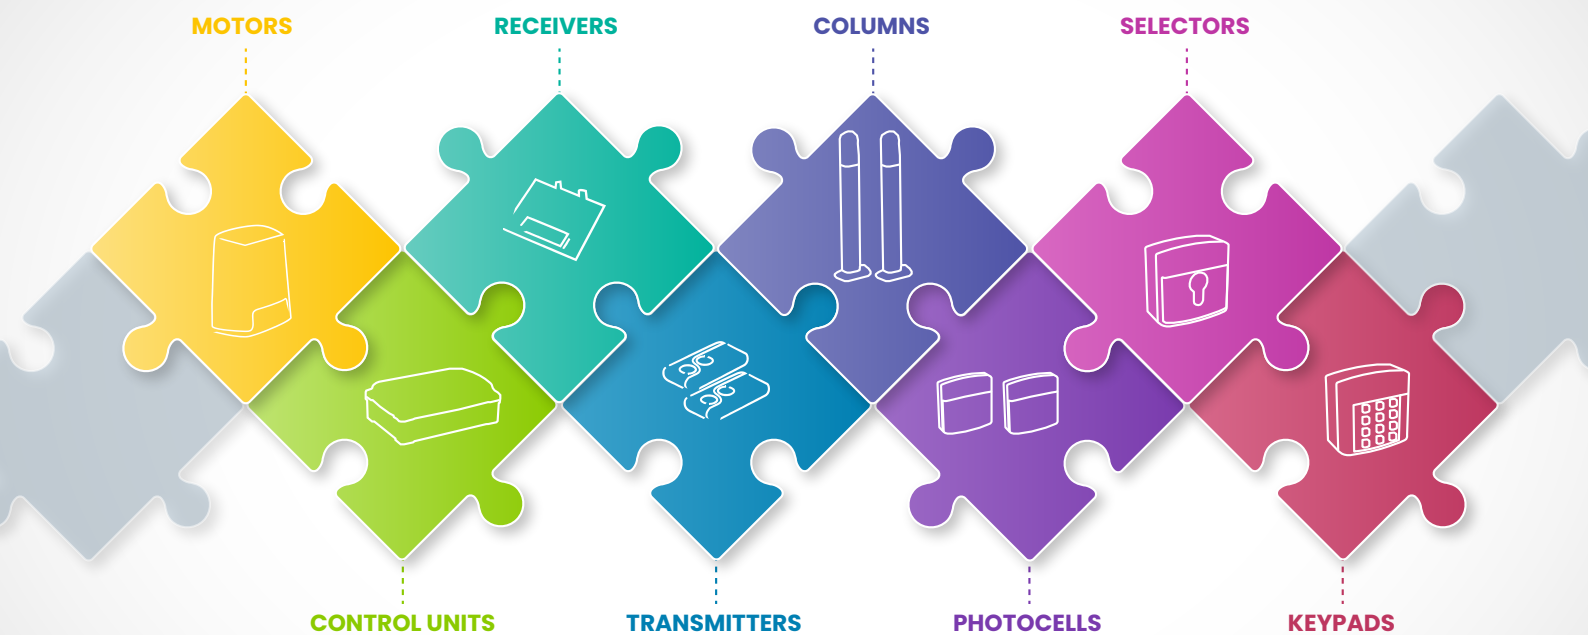 MOTORS
RECEIVERS
COLUMNS
SELECTORS
CONTROL UNITS
TRANSMITTERS
PHOTOCELLS
KEYPADS